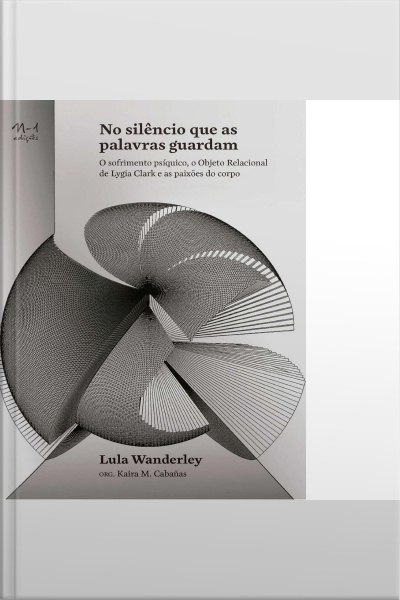 n-1
edições
No silêncio que as
palavras guardam
O sofrimento psíquico, o Objeto Relacional
de Lygia Clark e as paixões do corpo
Lula Wanderley
ORG. Kaira M. Cabañas